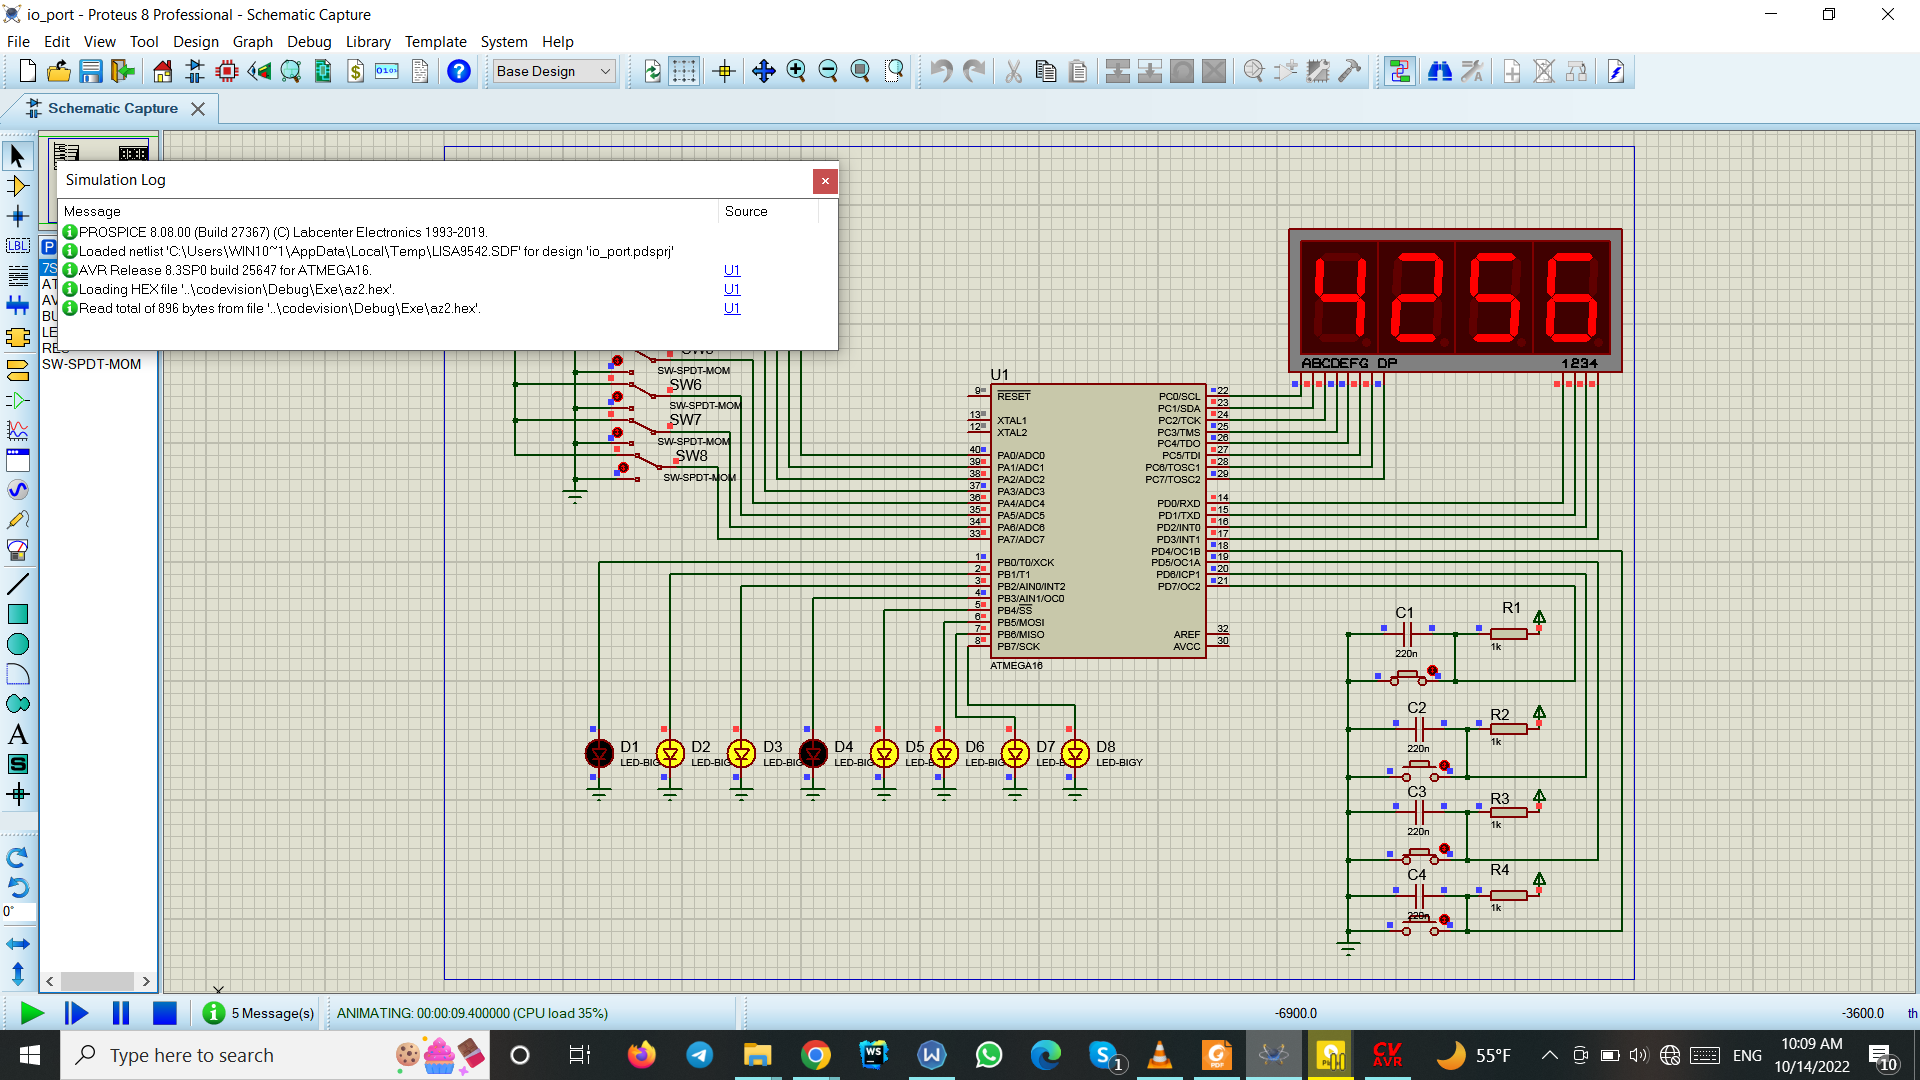 io_port - Proteus 8 Professional - Schematic Capture
File Edit View Tool Design Graph Debug Library Template System Help
Base Design
Schematic Capture
Simulation Log
Message Source
PROSPICE 8.08.00 (Build 27367) (C) Labcenter Electronics 1993-2019.
Loaded netlist 'C:\Users\WIN10~1\AppData\Local\Temp\LISA9542.SDF' for design 'io_port.pdsprj'
AVR Release 8.3SP0 build 25647 for ATMEGA16. U1
Loading HEX file '..\codevision\Debug\Exe\az2.hex'. U1
Read total of 896 bytes from file '..\codevision\Debug\Exe\az2.hex'. U1
SW-SPDT-MOM
4256
ABCDEFG DP 1234
SW-SPDT-MOM
SW6
SW-SPDT-MOM
SW7
SW-SPDT-MOM
SW8
SW-SPDT-MOM
U1
9 RESET
13 XTAL1
12 XTAL2
40 PA0/ADC0
39 PA1/ADC1
38 PA2/ADC2
37 PA3/ADC3
36 PA4/ADC4
35 PA5/ADC5
34 PA6/ADC6
33 PA7/ADC7
1 PB0/T0/XCK
2 PB1/T1
3 PB2/AIN0/INT2
4 PB3/AIN1/OC0
5 PB4/SS
6 PB5/MOSI
7 PB6/MISO
8 PB7/SCK
PC0/SCL 22
PC1/SDA 23
PC2/TCK 24
PC3/TMS 25
PC4/TDO 26
PC5/TDI 27
PC6/TOSC1 28
PC7/TOSC2 29
PD0/RXD 14
PD1/TXD 15
PD2/INT0 16
PD3/INT1 17
PD4/OC1B 18
PD5/OC1A 19
PD6/ICP1 20
PD7/OC2 21
AREF 32
AVCC 30
ATMEGA16
D1 D2 D3 D4 D5 D6 D7 D8
LED-BIG LED-BIG LED-BIG LED-BIG LED-B LED-BIG LED-B LED-BIGY
C1 R1
220n 1k
C2 R2
220n 1k
C3 R3
220n 1k
C4 R4
220n 1k
0°
5 Message(s) ANIMATING: 00:00:09.400000 (CPU load 35%) -6900.0 -3600.0 th
Type here to search
55°F ENG 10:09 AM
10/14/2022
10